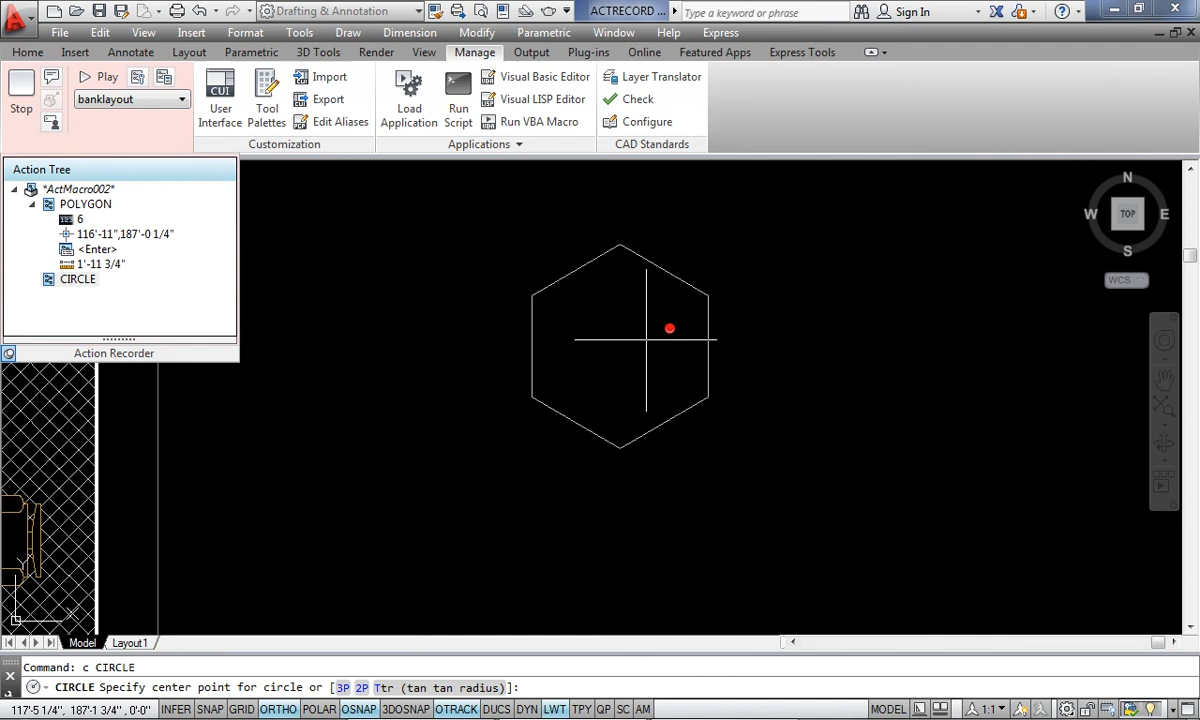 Drafting & Annotation
ACTRECORD ...
Type a keyword or phrase
Sign In
File Edit View Insert Format Tools Draw Dimension Modify Parametric Window Help Express
Home Insert Annotate Layout Parametric 3D Tools Render View Manage Output Plug-ins Online Featured Apps Express Tools
Stop
Play
banklayout
User Interface
Tool Palettes
Import
Export
Edit Aliases
Customization
Load Application
Run Script
Visual Basic Editor
Visual LISP Editor
Run VBA Macro
Applications
Layer Translator
Check
Configure
CAD Standards
Action Tree
*ActMacro002*
POLYGON
6
116'-11",187'-0 1/4"
<Enter>
1'-11 3/4"
CIRCLE
Action Recorder
N
W TOP E
S
WCS
Y
X
Model Layout1
Command: c CIRCLE
CIRCLE Specify center point for circle or [3P 2P Ttr (tan tan radius)]:
117'-5 1/4", 187'-1 3/4", 0'-0" INFER SNAP GRID ORTHO POLAR OSNAP 3DOSNAP OTRACK DUCS DYN LWT TPY QP SC AM MODEL 1:1